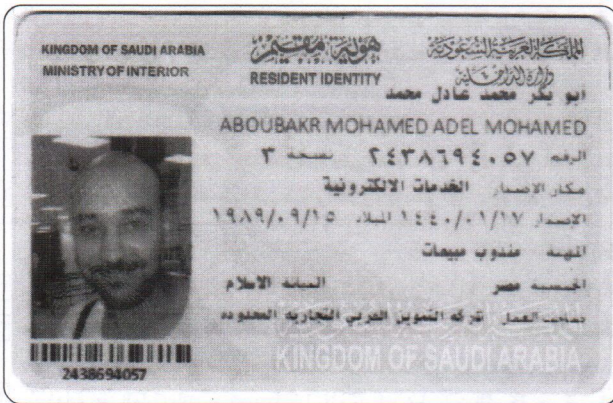 KINGDOM OF SAUDI ARABIA هوية مقيم المملكة العربية السعودية
MINISTRY OF INTERIOR RESIDENT IDENTITY وزارة الداخلية
ابو بكر محمد عادل محمد
ABOUBAKR MOHAMED ADEL MOHAMED
الرقم ٢٤٣٨٦٩٤٠٥٧ نسخة ٣
مكان الاصدار الخدمات الالكترونية
الاصدار ١٤٤٠/٠١/١٧ الميلاد ١٩٨٩/٠٩/١٥
المهنة مندوب مبيعات
الجنسية مصر الديانة الاسلام
صاحب العمل شركة التموين العربي التجارية المحدوده
KINGDOM OF SAUDI ARABIA
2438694057